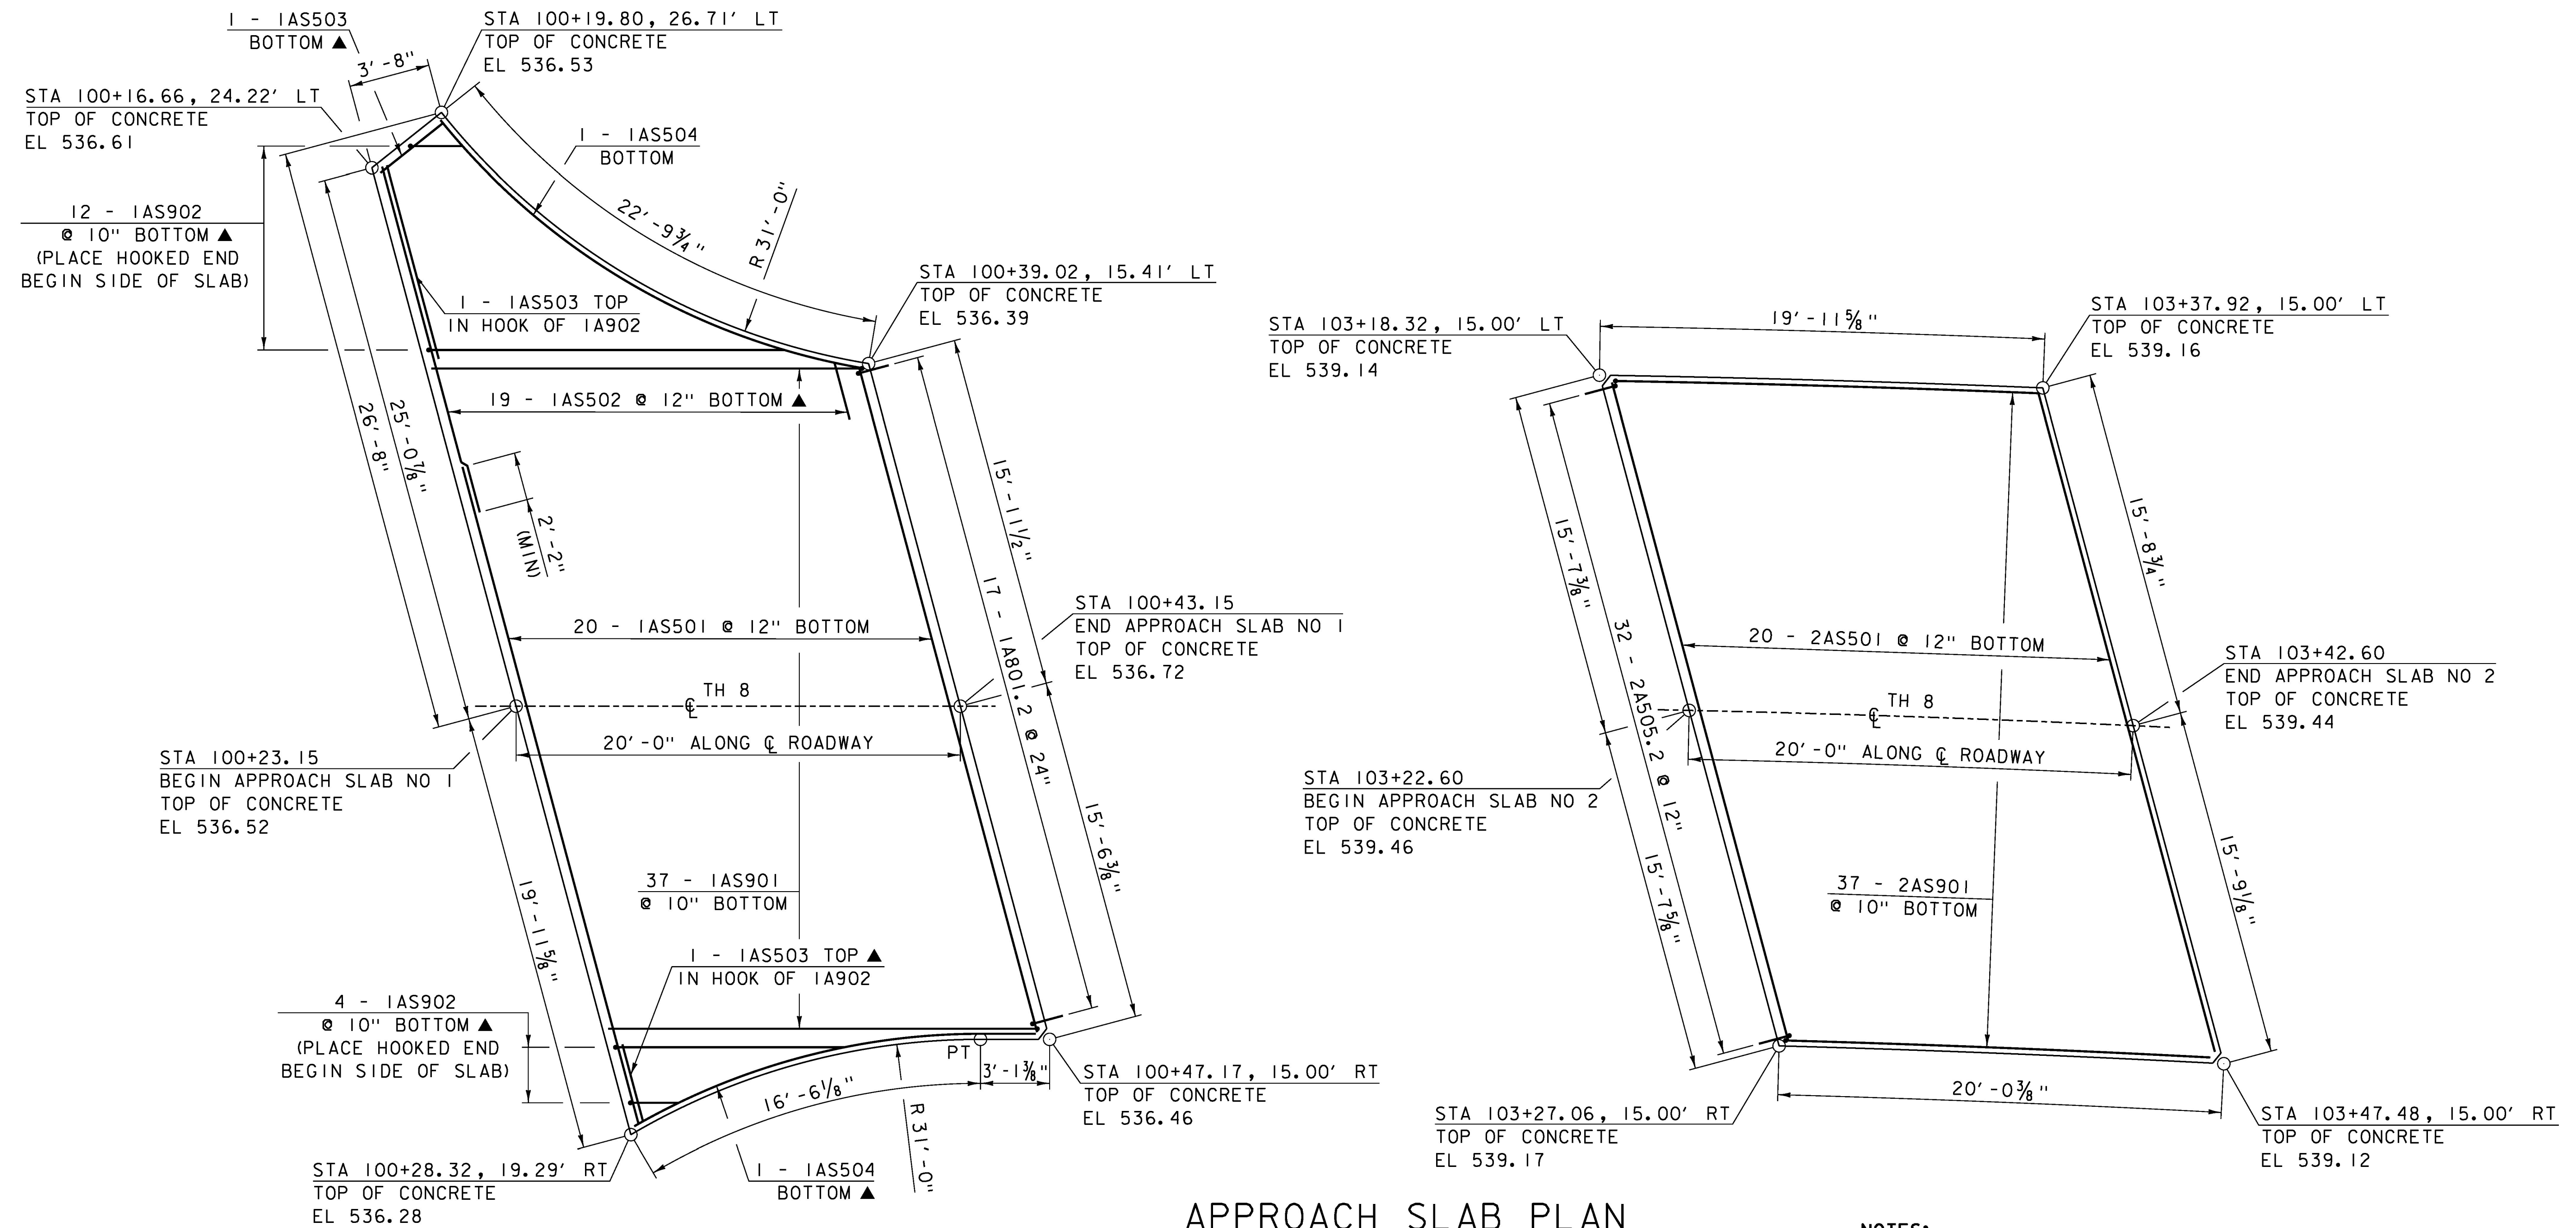 1 - 1AS503
BOTTOM ▲
3'-8"
STA 100+19.80, 26.71' LT
TOP OF CONCRETE
EL 536.53
STA 100+16.66, 24.22' LT
TOP OF CONCRETE
EL 536.61
1 - 1AS504
BOTTOM
22'-9¾"
R 31'-0"
12 - 1AS902
@ 10" BOTTOM ▲
(PLACE HOOKED END
BEGIN SIDE OF SLAB)
1 - 1AS503 TOP
IN HOOK OF 1A902
STA 100+39.02, 15.41' LT
TOP OF CONCRETE
EL 536.39
19 - 1AS502 @ 12" BOTTOM ▲
26'-8"
25'-0⅞"
2'-2"
(MIN)
15'-11½"
17 - 1A801.2 @ 24"
20 - 1AS501 @ 12" BOTTOM
STA 100+43.15
END APPROACH SLAB NO 1
TOP OF CONCRETE
EL 536.72
TH 8
℄
20'-0" ALONG ℄ ROADWAY
STA 100+23.15
BEGIN APPROACH SLAB NO 1
TOP OF CONCRETE
EL 536.52
15'-6⅜"
19'-11⅝"
37 - 1AS901
@ 10" BOTTOM
1 - 1AS503 TOP ▲
IN HOOK OF 1A902
4 - 1AS902
@ 10" BOTTOM ▲
(PLACE HOOKED END
BEGIN SIDE OF SLAB)
PT
3'-1⅜"
16'-6⅛"
R 31'-0"
STA 100+47.17, 15.00' RT
TOP OF CONCRETE
EL 536.46
1 - 1AS504
BOTTOM ▲
STA 100+28.32, 19.29' RT
TOP OF CONCRETE
EL 536.28
STA 103+18.32, 15.00' LT
TOP OF CONCRETE
EL 539.14
19'-11⅝"
STA 103+37.92, 15.00' LT
TOP OF CONCRETE
EL 539.16
15'-7⅜"
32 - 2A505.2 @ 12"
15'-8¾"
20 - 2AS501 @ 12" BOTTOM
STA 103+42.60
END APPROACH SLAB NO 2
TOP OF CONCRETE
EL 539.44
TH 8
℄
20'-0" ALONG ℄ ROADWAY
STA 103+22.60
BEGIN APPROACH SLAB NO 2
TOP OF CONCRETE
EL 539.46
15'-7⅝"
15'-9⅛"
37 - 2AS901
@ 10" BOTTOM
20'-0⅜"
STA 103+27.06, 15.00' RT
TOP OF CONCRETE
EL 539.17
STA 103+47.48, 15.00' RT
TOP OF CONCRETE
EL 539.12
APPROACH SLAB PLAN
NOTES: